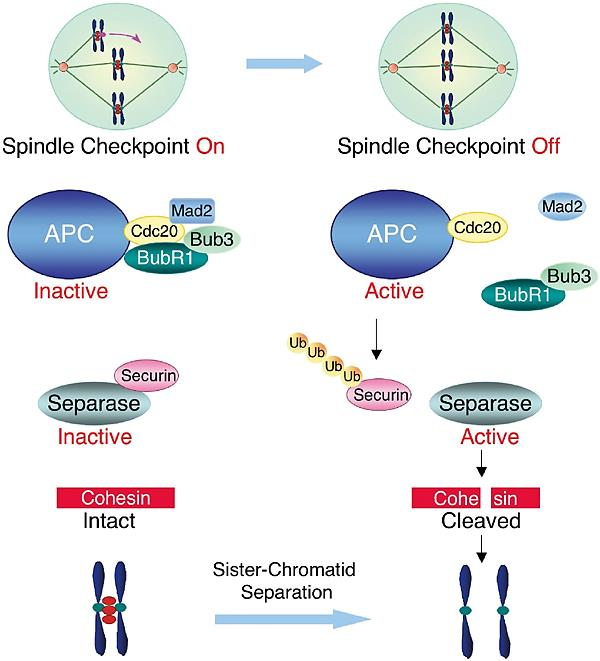 Spindle Checkpoint On
Spindle Checkpoint Off
APC
Cdc20
Mad2
Bub3
BubR1
Inactive
APC
Cdc20
Mad2
Bub3
BubR1
Active
Securin
Separase
Inactive
Ub
Ub
Ub
Ub
Securin
Separase
Active
Cohesin
Intact
Cohe sin
Cleaved
Sister-Chromatid
Separation